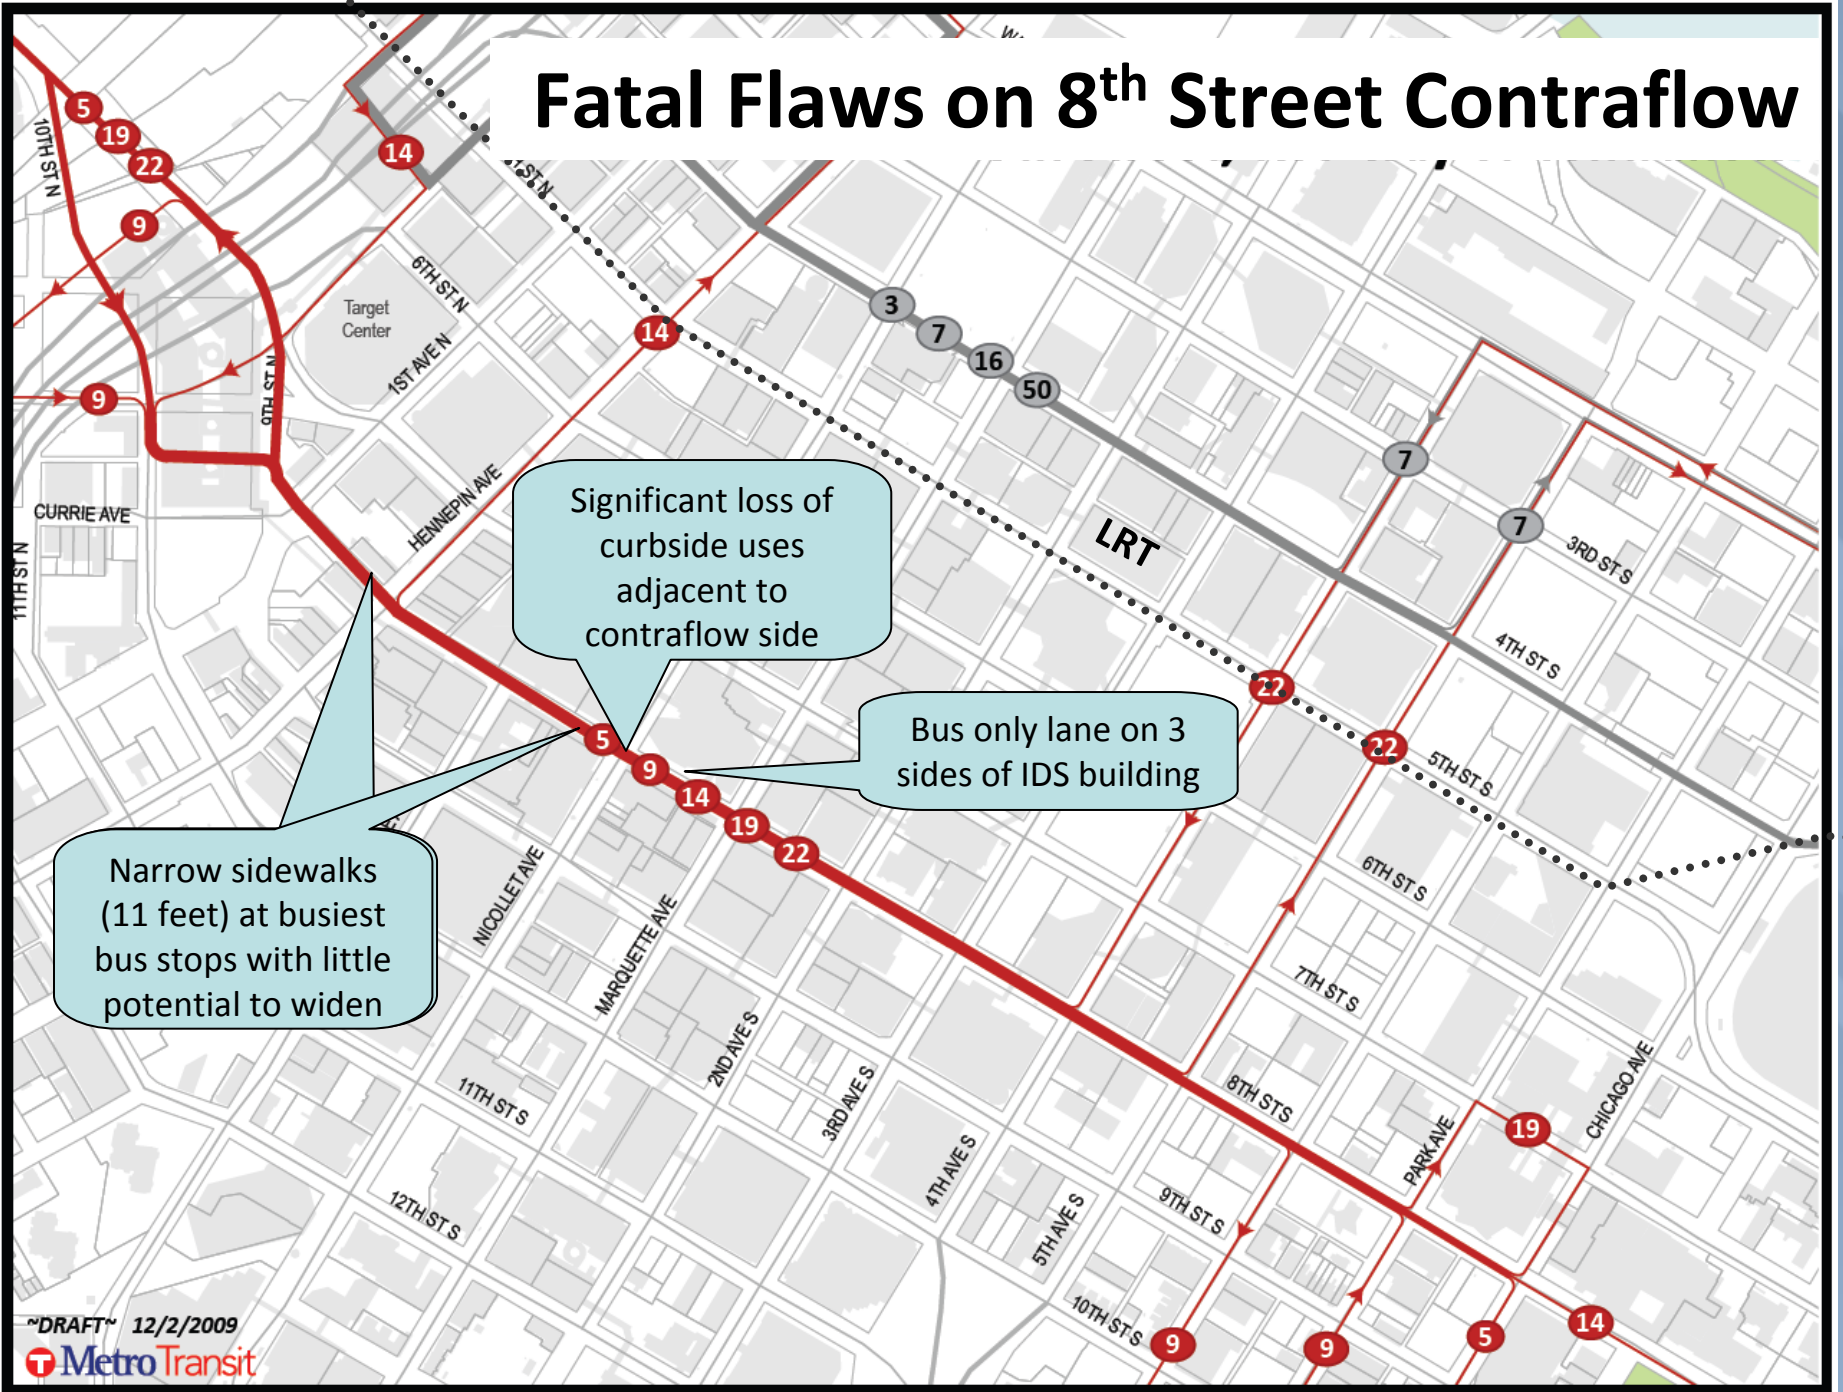 Fatal Flaws on 8th Street Contraflow
5
19
22
10TH ST N
14
9
6TH ST N
Target
Center
1ST AVE N
14
3
7
16
50
9
9TH ST N
7
7
3RD ST S
CURRIE AVE
HENNEPIN AVE
11TH ST N
LRT
Significant loss of
curbside uses
adjacent to
contraflow side
4TH ST S
22
22
5TH ST S
Bus only lane on 3
sides of IDS building
5
9
14
19
22
6TH ST S
Narrow sidewalks
(11 feet) at busiest
bus stops with little
potential to widen
NICOLLET AVE
MARQUETTE AVE
7TH ST S
2ND AVE S
11TH ST S
3RD AVE S
8TH ST S
CHICAGO AVE
PARK AVE
19
4TH AVE S
12TH ST S
9TH ST S
5TH AVE S
10TH ST S
9
9
5
14
~DRAFT~ 12/2/2009
T MetroTransit